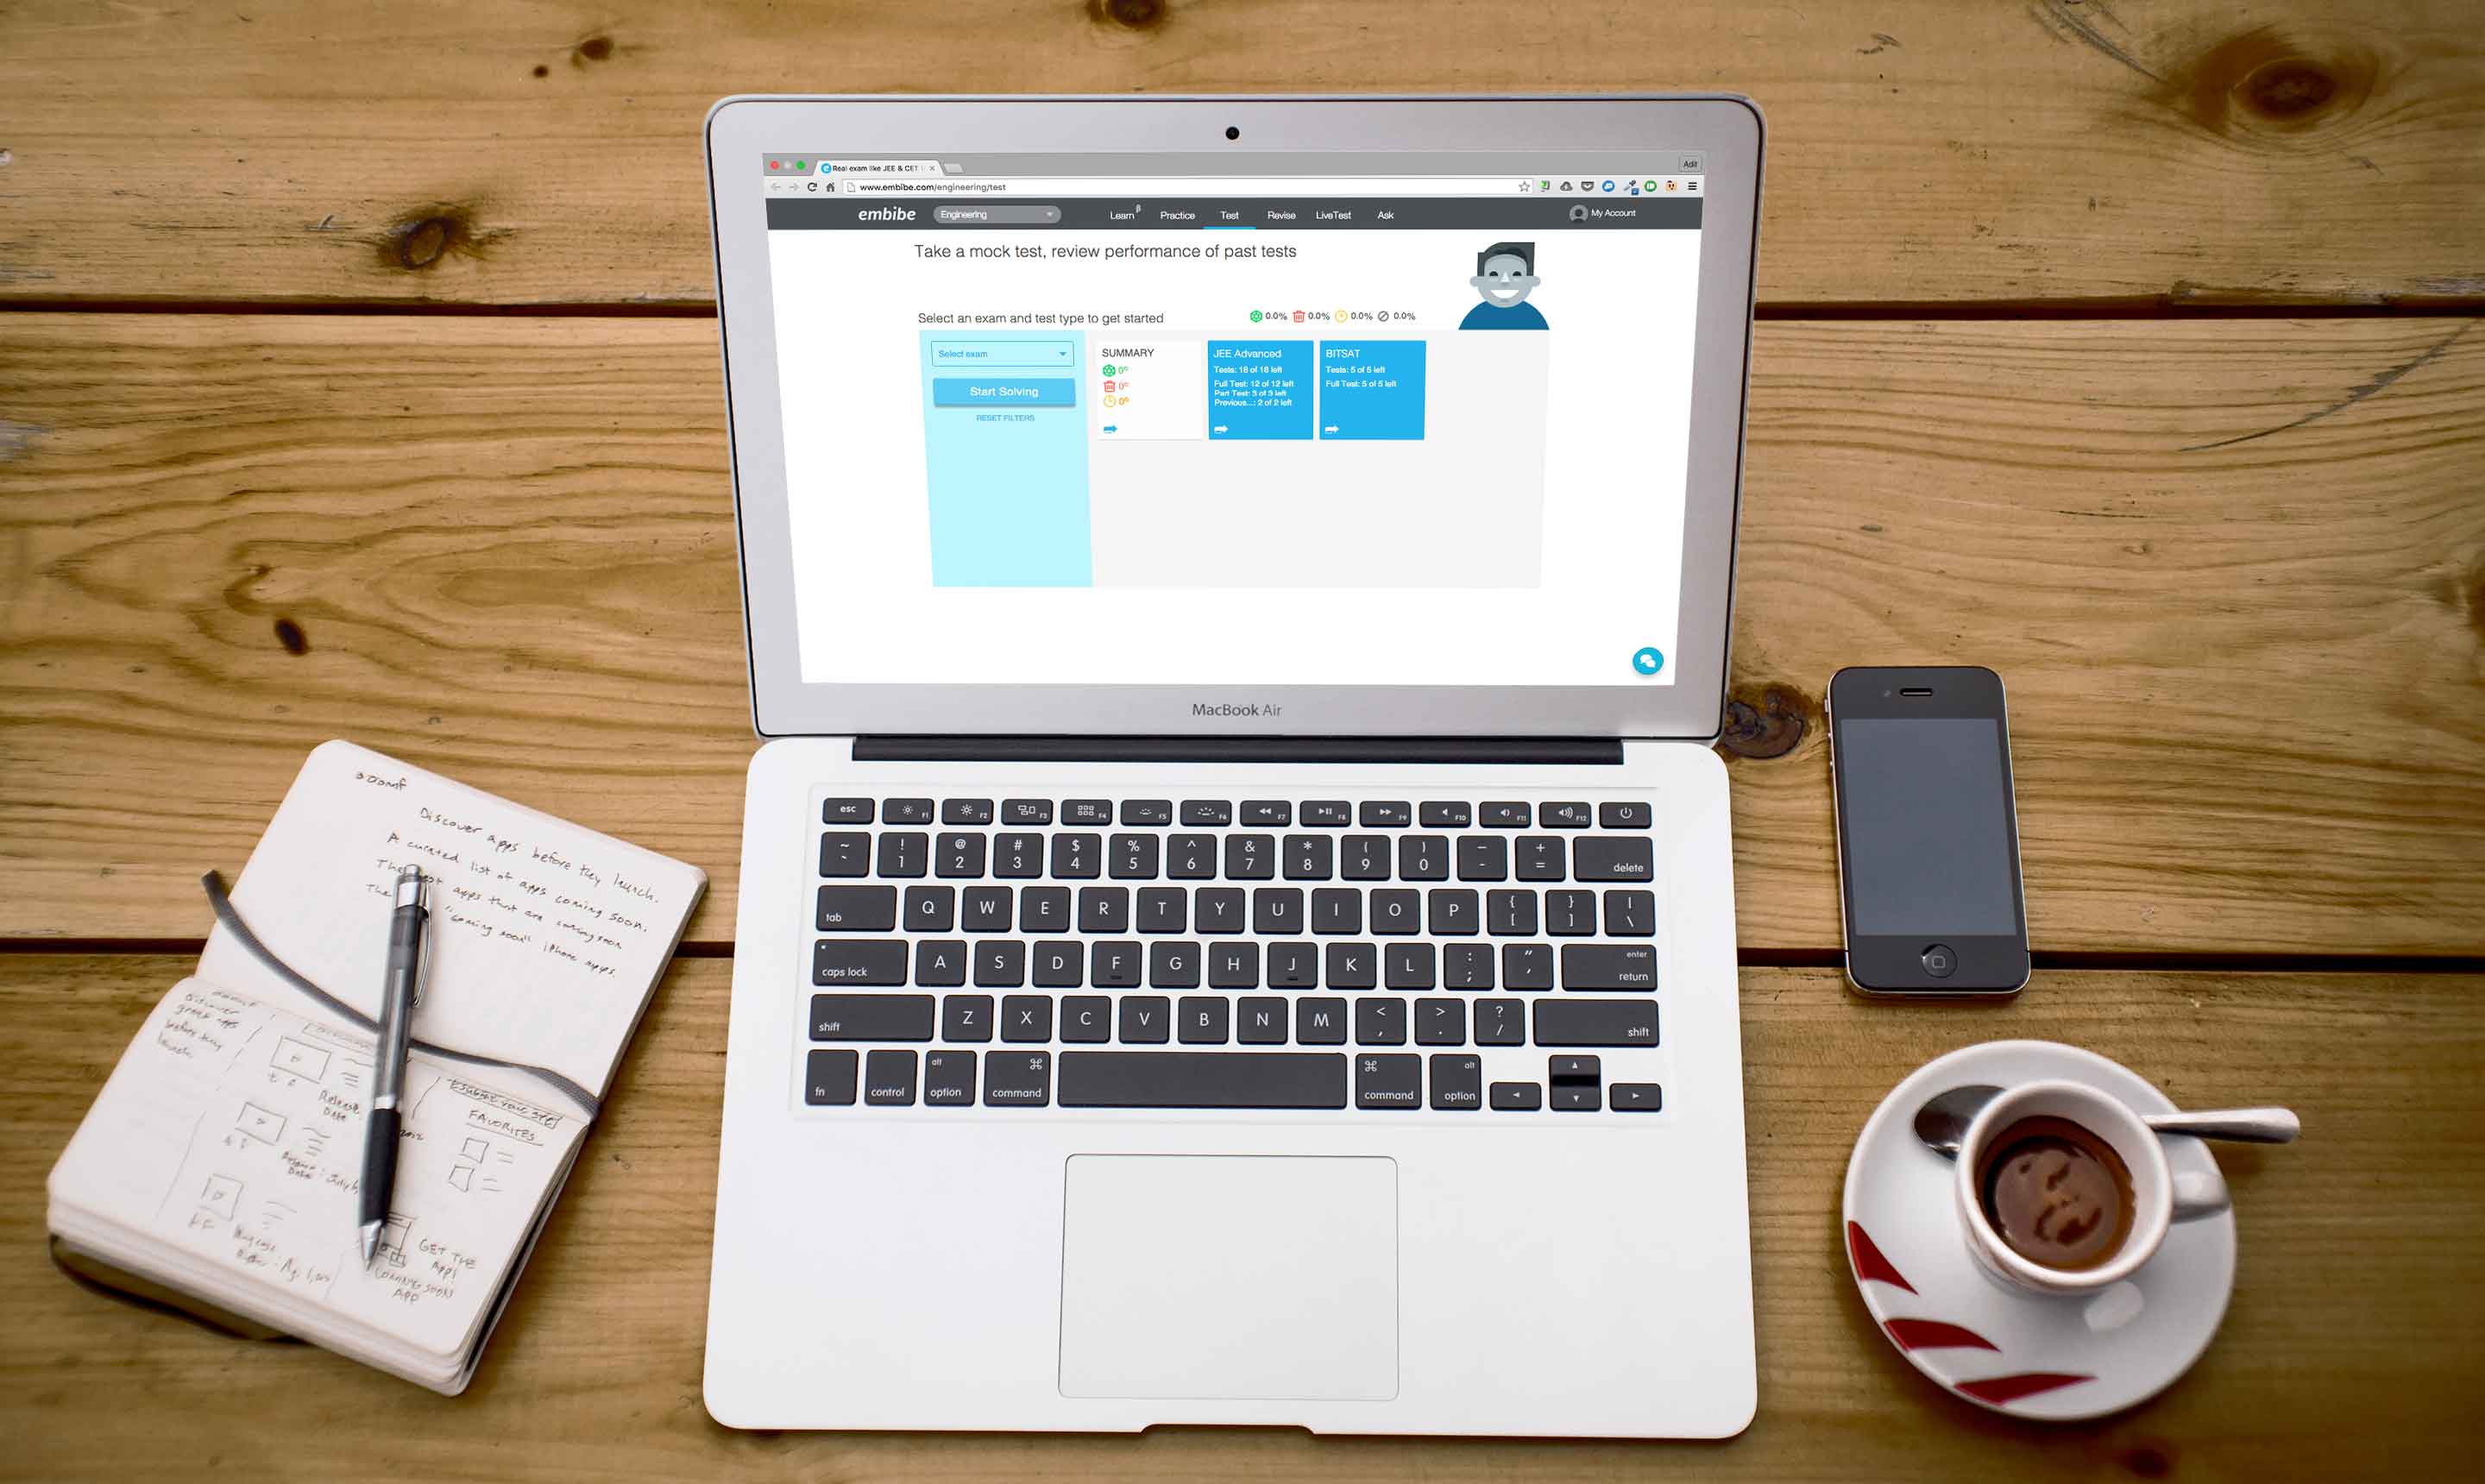 Real exam like JEE & CET
Adit
www.embibe.com/engineering/test
embibe
Engineering
Learn β
Practice
Test
Revise
LiveTest
Ask
My Account
Take a mock test, review performance of past tests
Select an exam and test type to get started
0.0% 0.0% 0.0% 0.0%
Select exam
Start Solving
RESET FILTERS
SUMMARY
0
0
0
JEE Advanced
Tests: 18 of 18 left
Full Test: 12 of 12 left
Part Test: 3 of 3 left
Previous...: 2 of 2 left
BITSAT
Tests: 5 of 5 left
Full Test: 5 of 5 left
MacBook Air
esc F1 F2 F3 F4 F5 F6 F7 F8 F9 F10 F11 F12
~ ! @ # $ % ^ & * ( ) _ +
` 1 2 3 4 5 6 7 8 9 0 - = delete
tab Q W E R T Y U I O P { [ } ] | \
caps lock A S D F G H J K L : ; " ' enter return
shift Z X C V B N M < , > . ? / shift
fn control alt option ⌘ command ⌘ command alt option
Discover apps before they launch.
A curated list of apps coming soon.
The apps that are coming soon
The "coming soon" iPhone apps.
Discover
great apps
before they
launch
Release
Date
FAVORITES
GET THE
App!
COMING SOON
APP